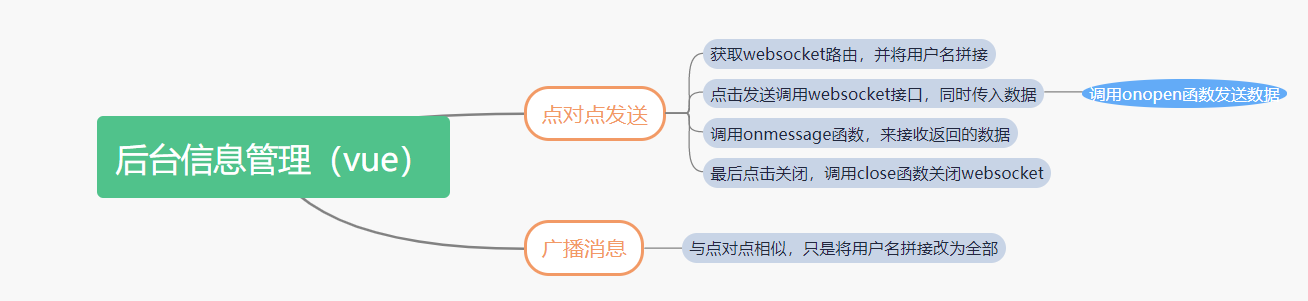 后台信息管理（vue）
点对点发送
获取websocket路由，并将用户名拼接
点击发送调用websocket接口，同时传入数据
调用onopen函数发送数据
调用onmessage函数，来接收返回的数据
最后点击关闭，调用close函数关闭websocket
广播消息
与点对点相似，只是将用户名拼接改为全部